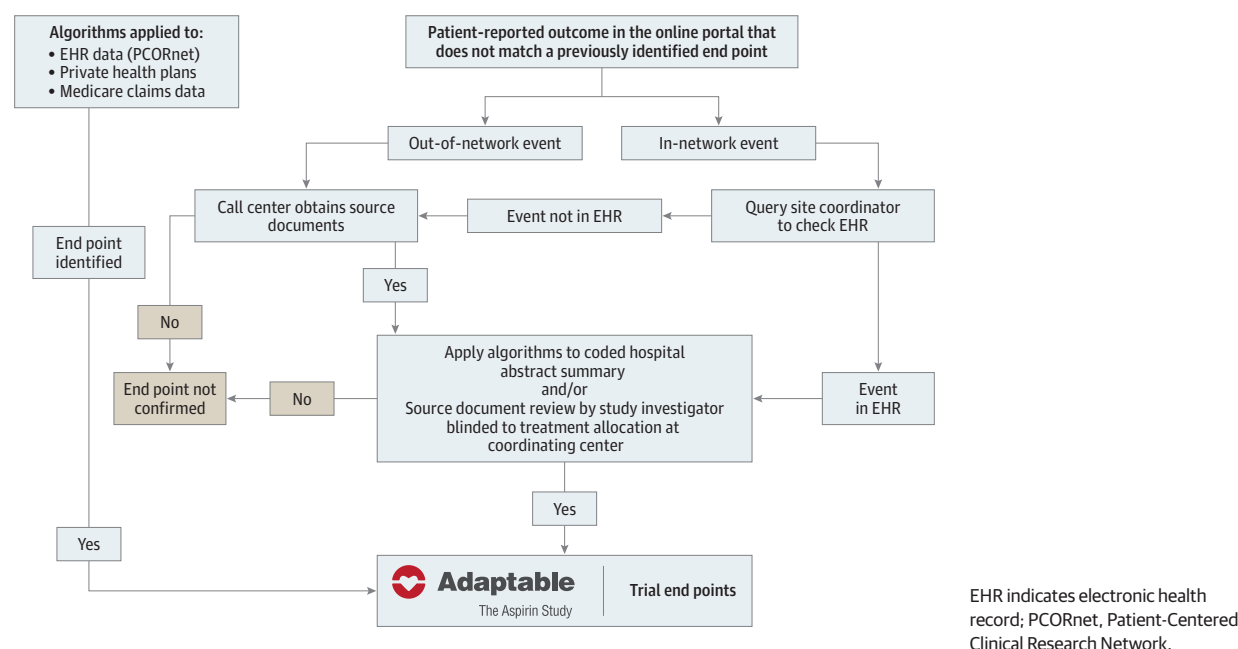 Algorithms applied to:
• EHR data (PCORnet)
• Private health plans
• Medicare claims data
Patient-reported outcome in the online portal that
does not match a previously identified end point
Out-of-network event
In-network event
Call center obtains source
documents
Event not in EHR
Query site coordinator
to check EHR
End point
identified
Yes
No
Apply algorithms to coded hospital
abstract summary
and/or
Source document review by study investigator
blinded to treatment allocation at
coordinating center
End point not
confirmed
No
Event
in EHR
Yes
Yes
Adaptable
The Aspirin Study
Trial end points
EHR indicates electronic health
record; PCORnet, Patient-Centered
Clinical Research Network.